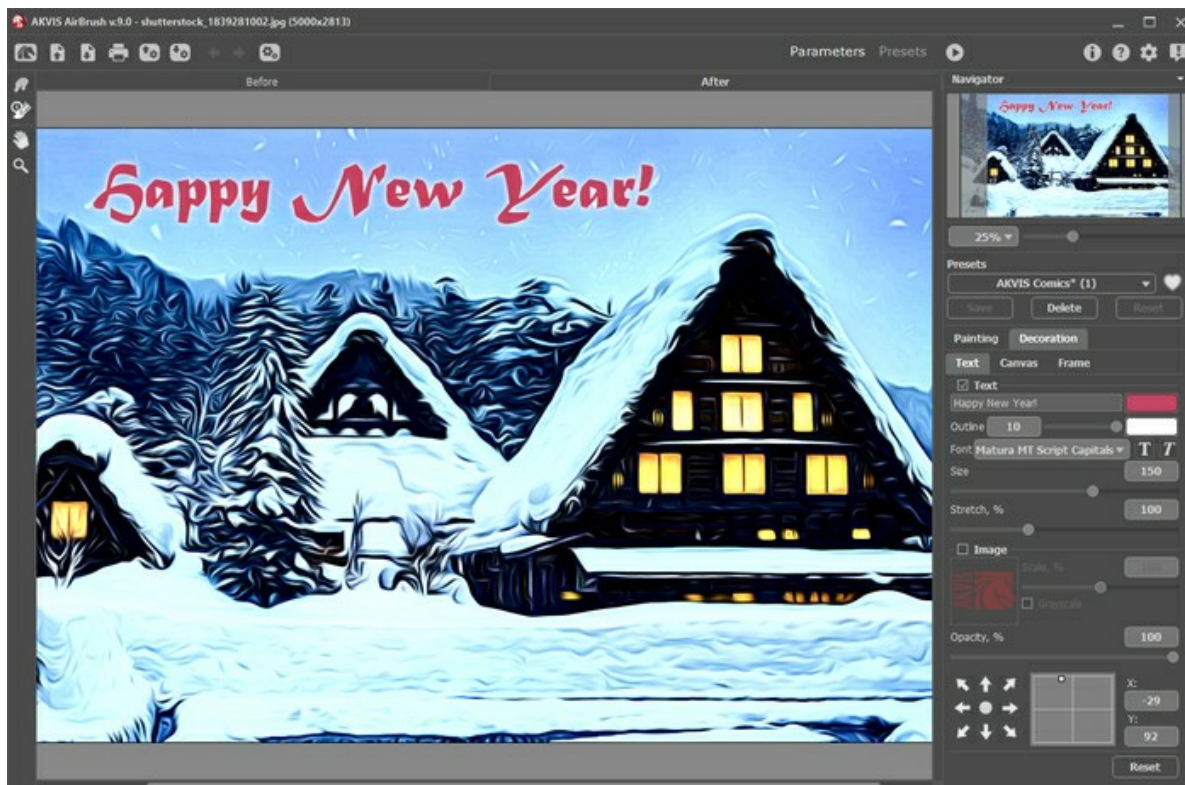 AKVIS AirBrush v.9.0 - shutterstock_1839281002.jpg (5000x2813)
Parameters Presets
Before After
Navigator
Happy New Year!
Happy New Year!
25%
Presets
AKVIS Comics* (1)
Save Delete Reset
Painting Decoration
Text Canvas Frame
Text
Happy New Year!
Outline 10
Font Matura MT Script Capitals T T
Size 150
Stretch, % 100
Image
Scale, %
AKVIS
Grayscale
Opacity, % 100
X:
-29
Y:
92
Reset